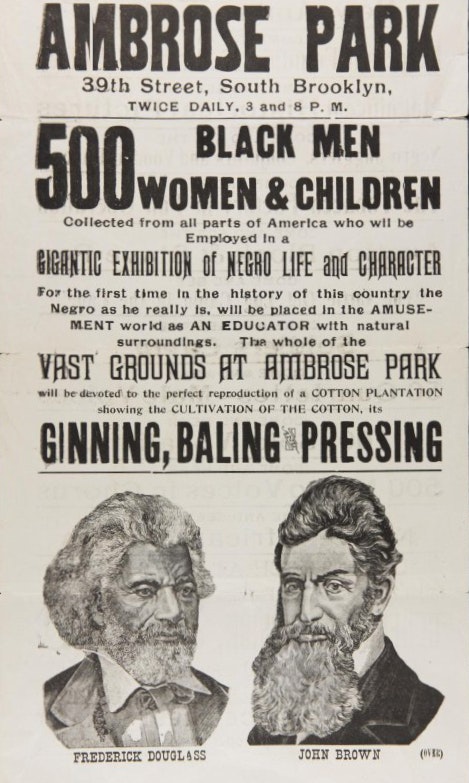 AMBROSE PARK
39th Street, South Brooklyn,
TWICE DAILY, 3 and 8 P. M.
500 BLACK MEN
WOMEN & CHILDREN
Collected from all parts of America who wil be
Employed in a
GIGANTIC EXHIBITION of NEGRO LIFE and CHARACTER
For the first time in the history of this country the
Negro as he really is, will be placed in the AMUSE-
MENT world as AN EDUCATOR with natural
surroundings. The whole of the
VAST GROUNDS AT AMBROSE PARK
will be devoted to the perfect reproduction of a COTTON PLANTATION
showing the CULTIVATION OF THE COTTON, its
GINNING, BALING PRESSING
FREDERICK DOUGLASS JOHN BROWN (OVER)